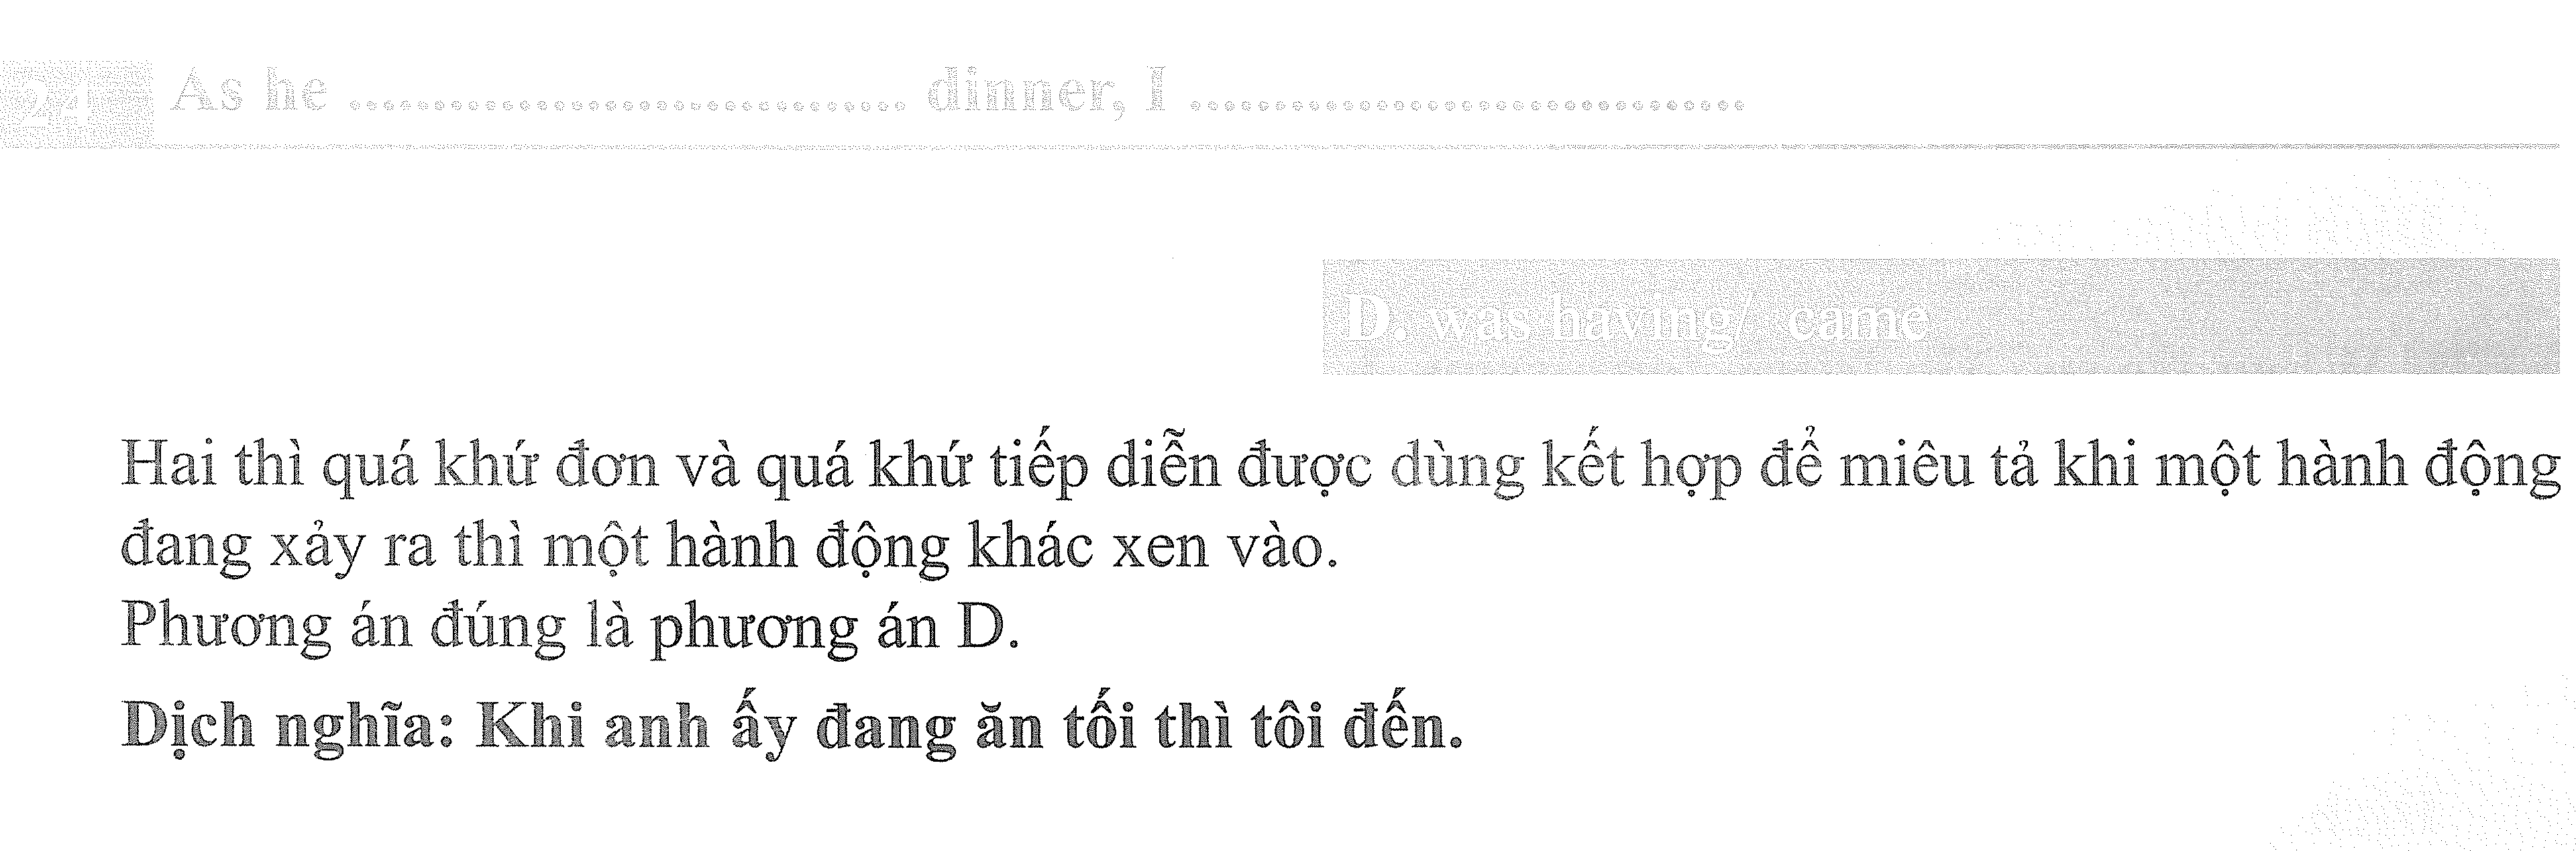 24 As he ................................. dinner, I .................................
D. was having/ came
Hai thì quá khứ đơn và quá khứ tiếp diễn được dùng kết hợp để miêu tả khi một hành động
đang xảy ra thì một hành động khác xen vào.
Phương án đúng là phương án D.
Dịch nghĩa: Khi anh ấy đang ăn tối thì tôi đến.